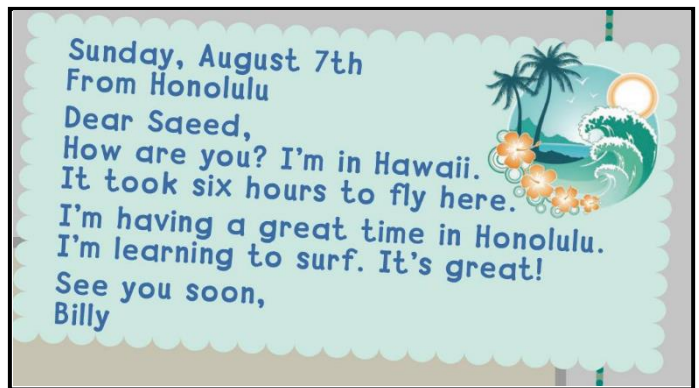 Sunday, August 7th
From Honolulu
Dear Saeed,
How are you? I'm in Hawaii.
It took six hours to fly here.
I'm having a great time in Honolulu.
I'm learning to surf. It's great!
See you soon,
Billy